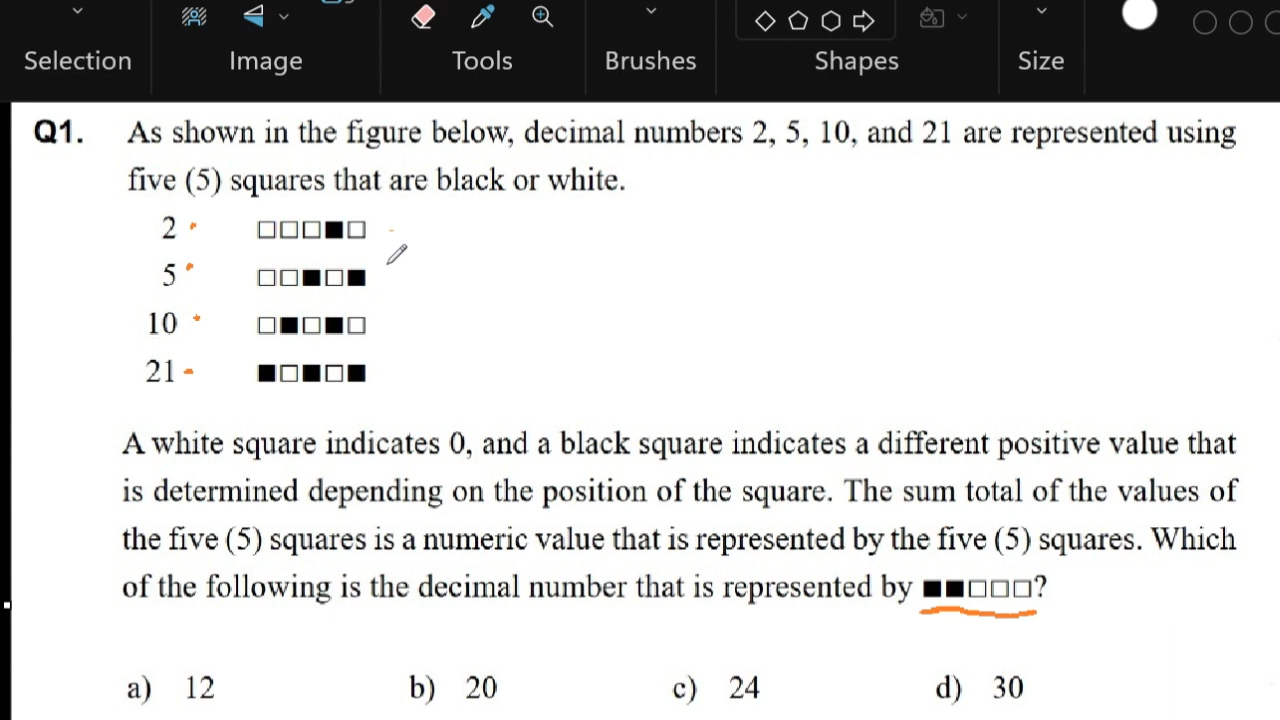 Selection Image Tools Brushes Shapes Size
Q1. As shown in the figure below, decimal numbers 2, 5, 10, and 21 are represented using
five (5) squares that are black or white.
2 □□□■□
5 □□■□■
10 □■□■□
21 ■□■□■
A white square indicates 0, and a black square indicates a different positive value that
is determined depending on the position of the square. The sum total of the values of
the five (5) squares is a numeric value that is represented by the five (5) squares. Which
of the following is the decimal number that is represented by ■■□□□?
a) 12 b) 20 c) 24 d) 30